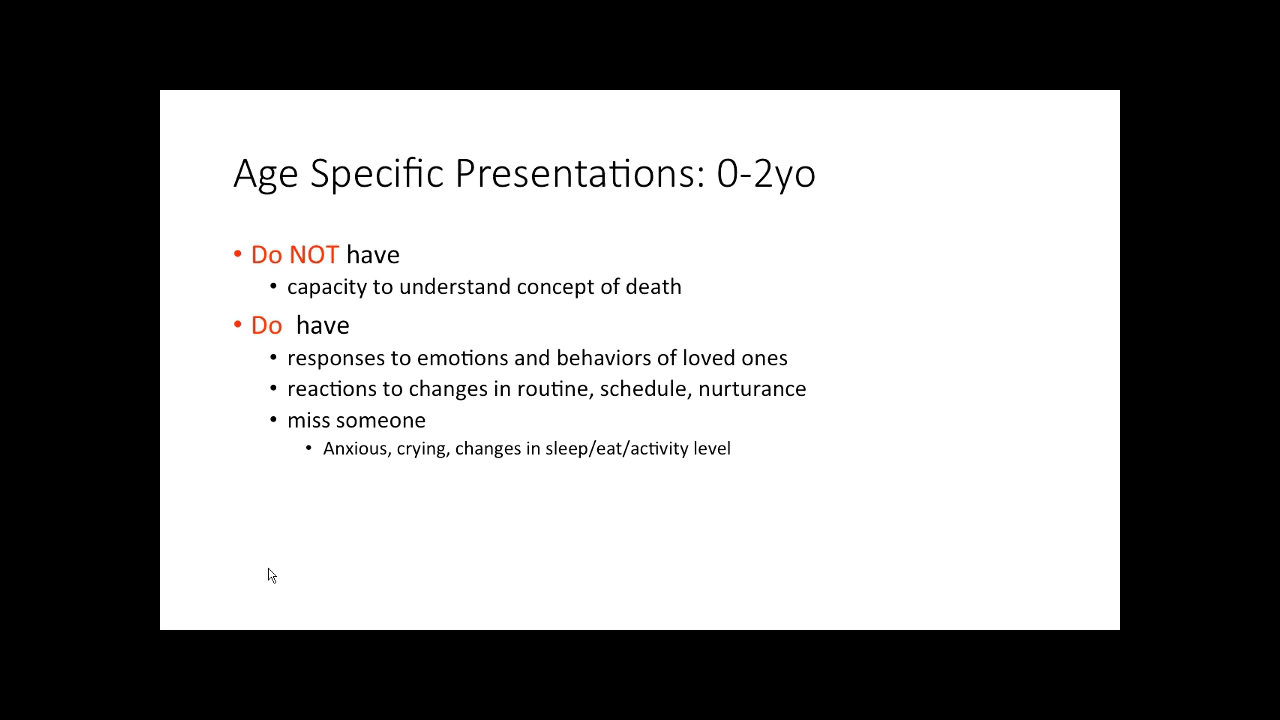 Age Specific Presentations: 0-2yo
• Do NOT have
• capacity to understand concept of death
• Do  have
• responses to emotions and behaviors of loved ones
• reactions to changes in routine, schedule, nurturance
• miss someone
• Anxious, crying, changes in sleep/eat/activity level